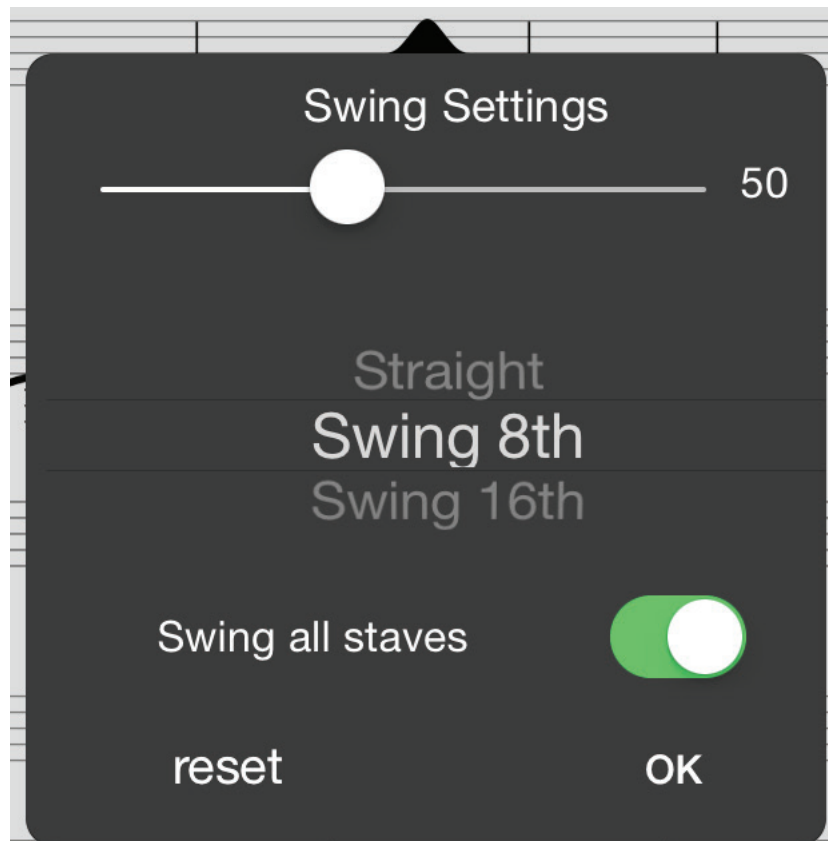 Swing Settings
50
Straight
Swing 8th
Swing 16th
Swing all staves
reset OK